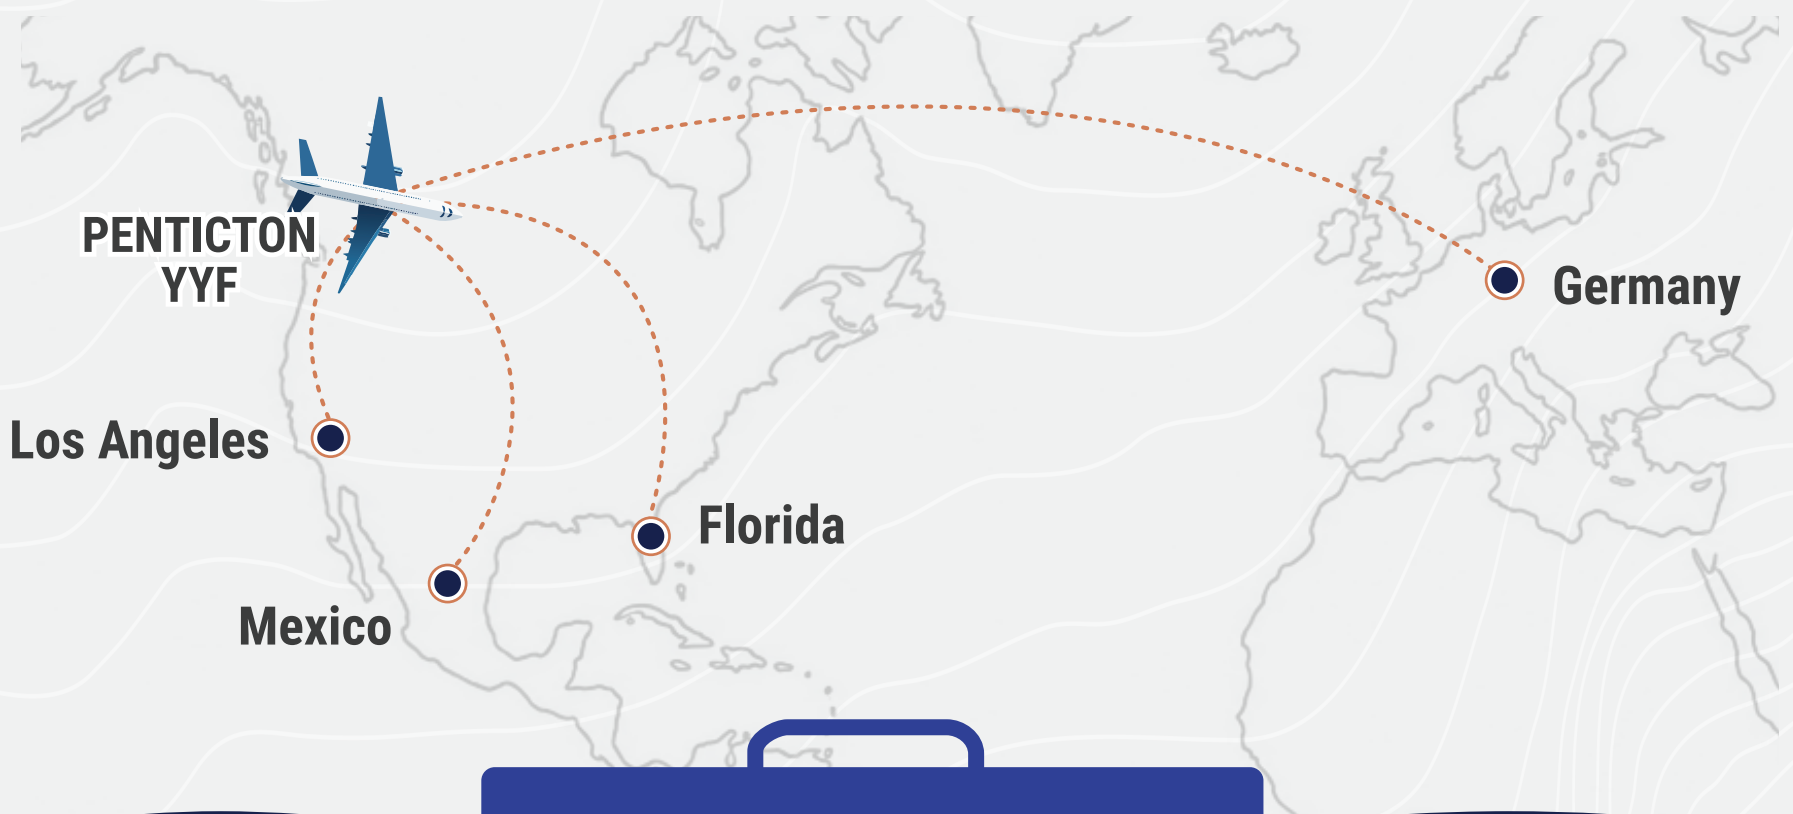 PENTICTON
YYF
Germany
Los Angeles
Florida
Mexico